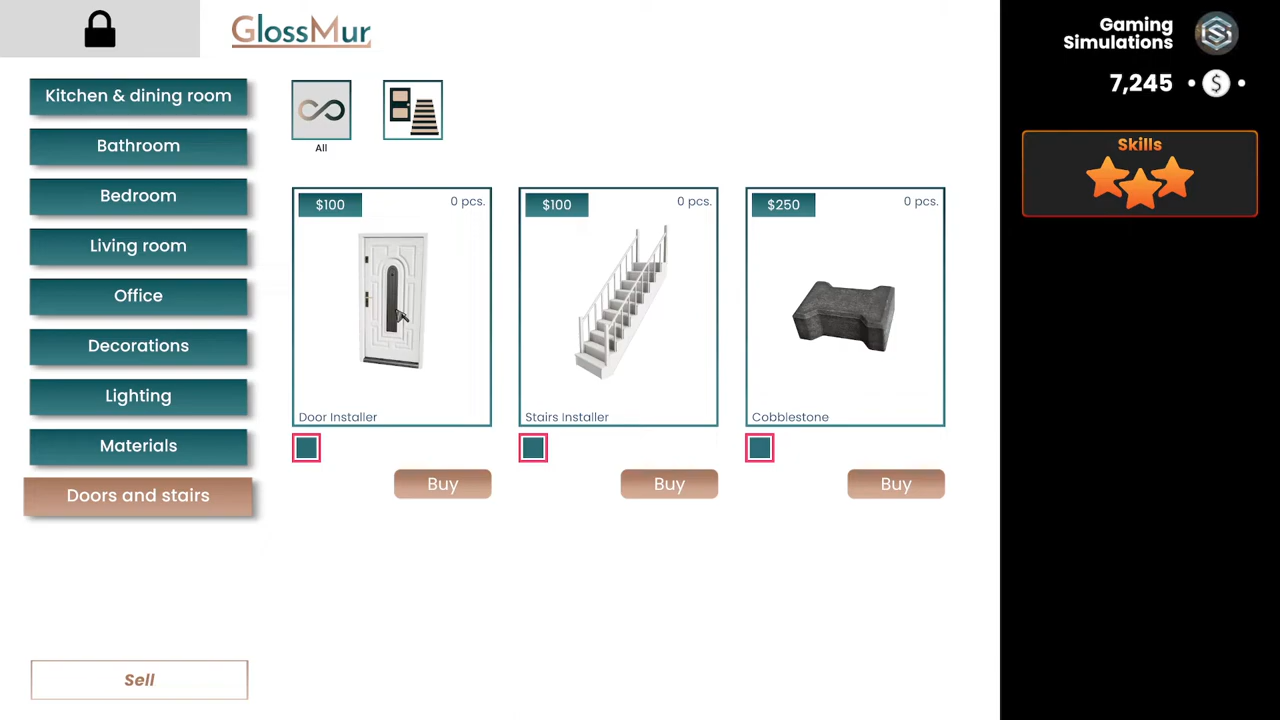 GlossMur
Gaming
Simulations
7,245
$
Kitchen & dining room
Bathroom
Bedroom
Living room
Office
Decorations
Lighting
Materials
Doors and stairs
Sell
All
$100
0 pcs.
Door Installer
Buy
$100
0 pcs.
Stairs Installer
Buy
$250
0 pcs.
Cobblestone
Buy
Skills